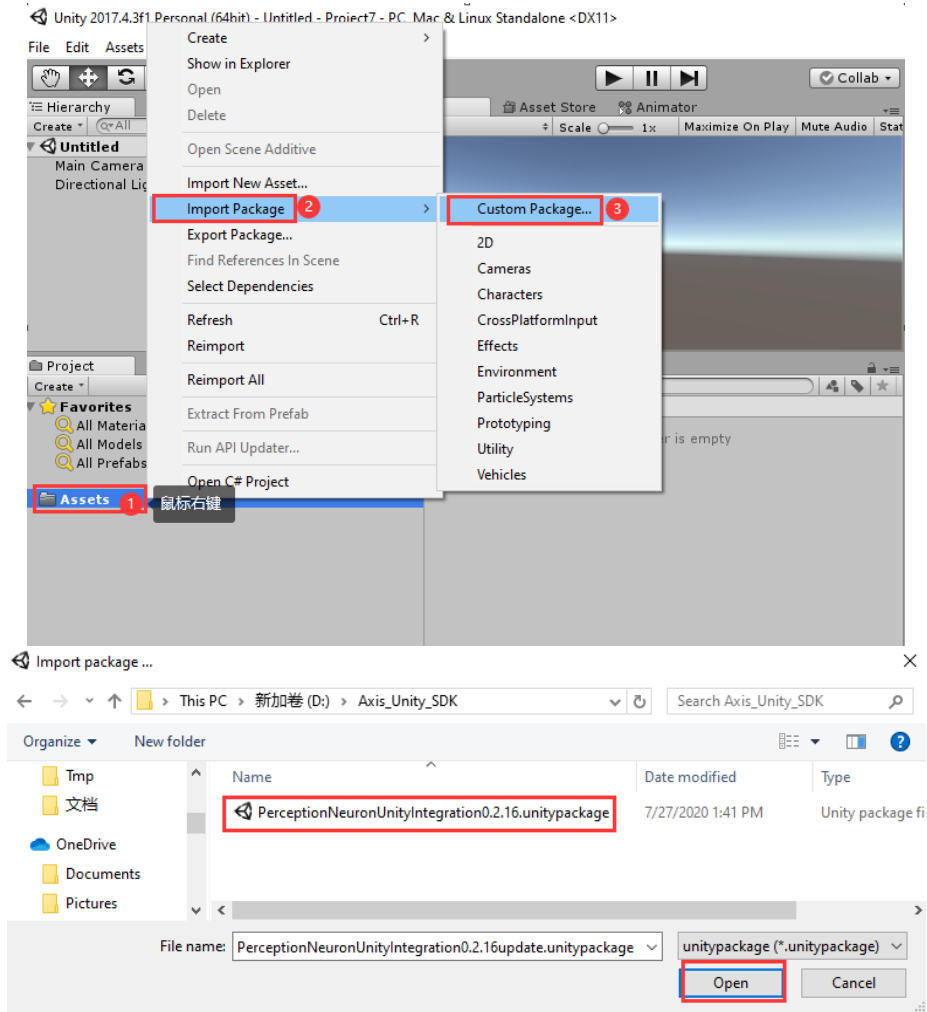 Unity 2017.4.3f1 Personal (64bit) - Untitled - Project7 - PC, Mac & Linux Standalone <DX11>
File Edit Assets
Collab
Hierarchy
Asset Store Animator
Create All
Scale 1x Maximize On Play Mute Audio Stat
Untitled
Main Camera
Directional Lig
Create
Show in Explorer
Open
Delete
Open Scene Additive
Import New Asset...
Import Package 2
Export Package...
Find References In Scene
Select Dependencies
Refresh Ctrl+R
Reimport
Reimport All
Extract From Prefab
Run API Updater...
Open C# Project
Custom Package... 3
2D
Cameras
Characters
CrossPlatformInput
Effects
Environment
ParticleSystems
Prototyping
Utility
Vehicles
Project
Create
Favorites
All Materia
All Models
All Prefabs
r is empty
Assets 1 鼠标右键
Import package ...
This PC > 新加卷 (D:) > Axis_Unity_SDK
Search Axis_Unity_SDK
Organize New folder
Name Date modified Type
Tmp
文档
OneDrive
Documents
Pictures
PerceptionNeuronUnityIntegration0.2.16.unitypackage 7/27/2020 1:41 PM Unity package fi
File name: PerceptionNeuronUnityIntegration0.2.16update.unitypackage unitypackage (*.unitypackage)
Open Cancel